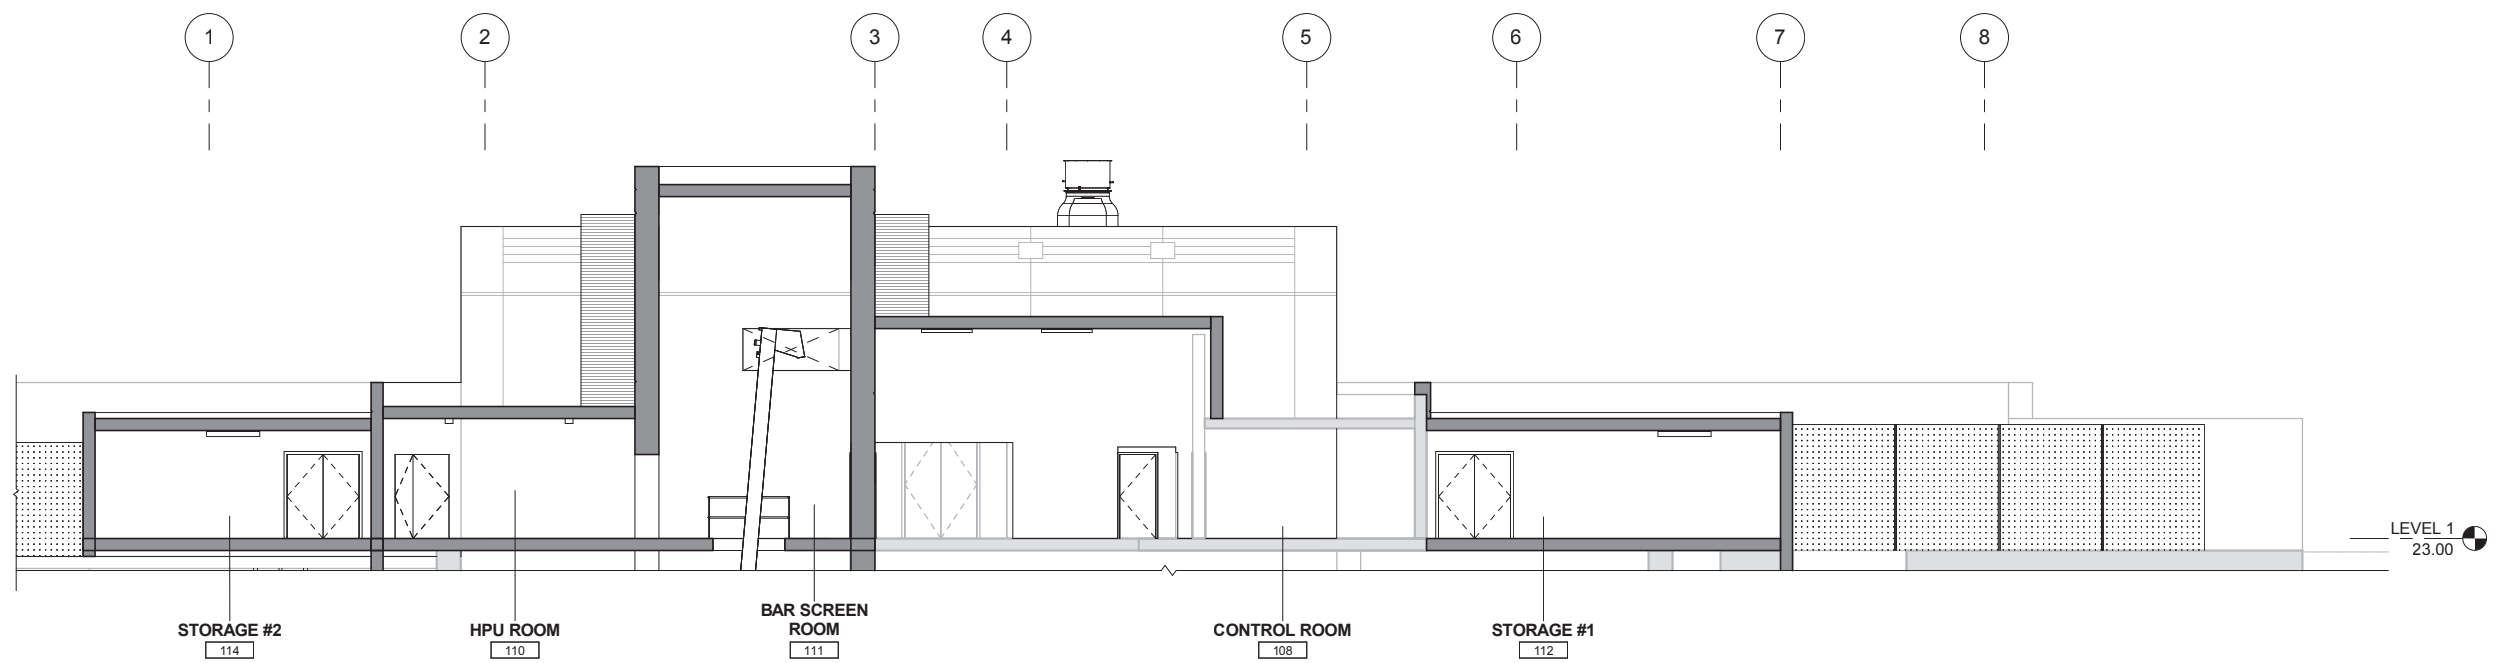 1
2
3
4
5
6
7
8
LEVEL 1
23.00
BAR SCREEN
ROOM
111
STORAGE #2
114
HPU ROOM
110
CONTROL ROOM
108
STORAGE #1
112